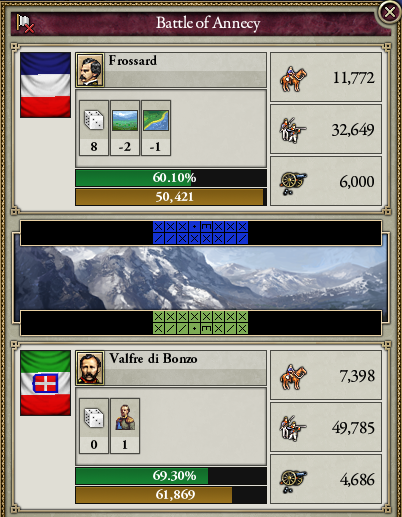 Battle of Annecy
Frossard
11,772
32,649
6,000
8 -2 -1
60.10%
50,421
Valfre di Bonzo
7,398
49,785
4,686
0 1
69.30%
61,869